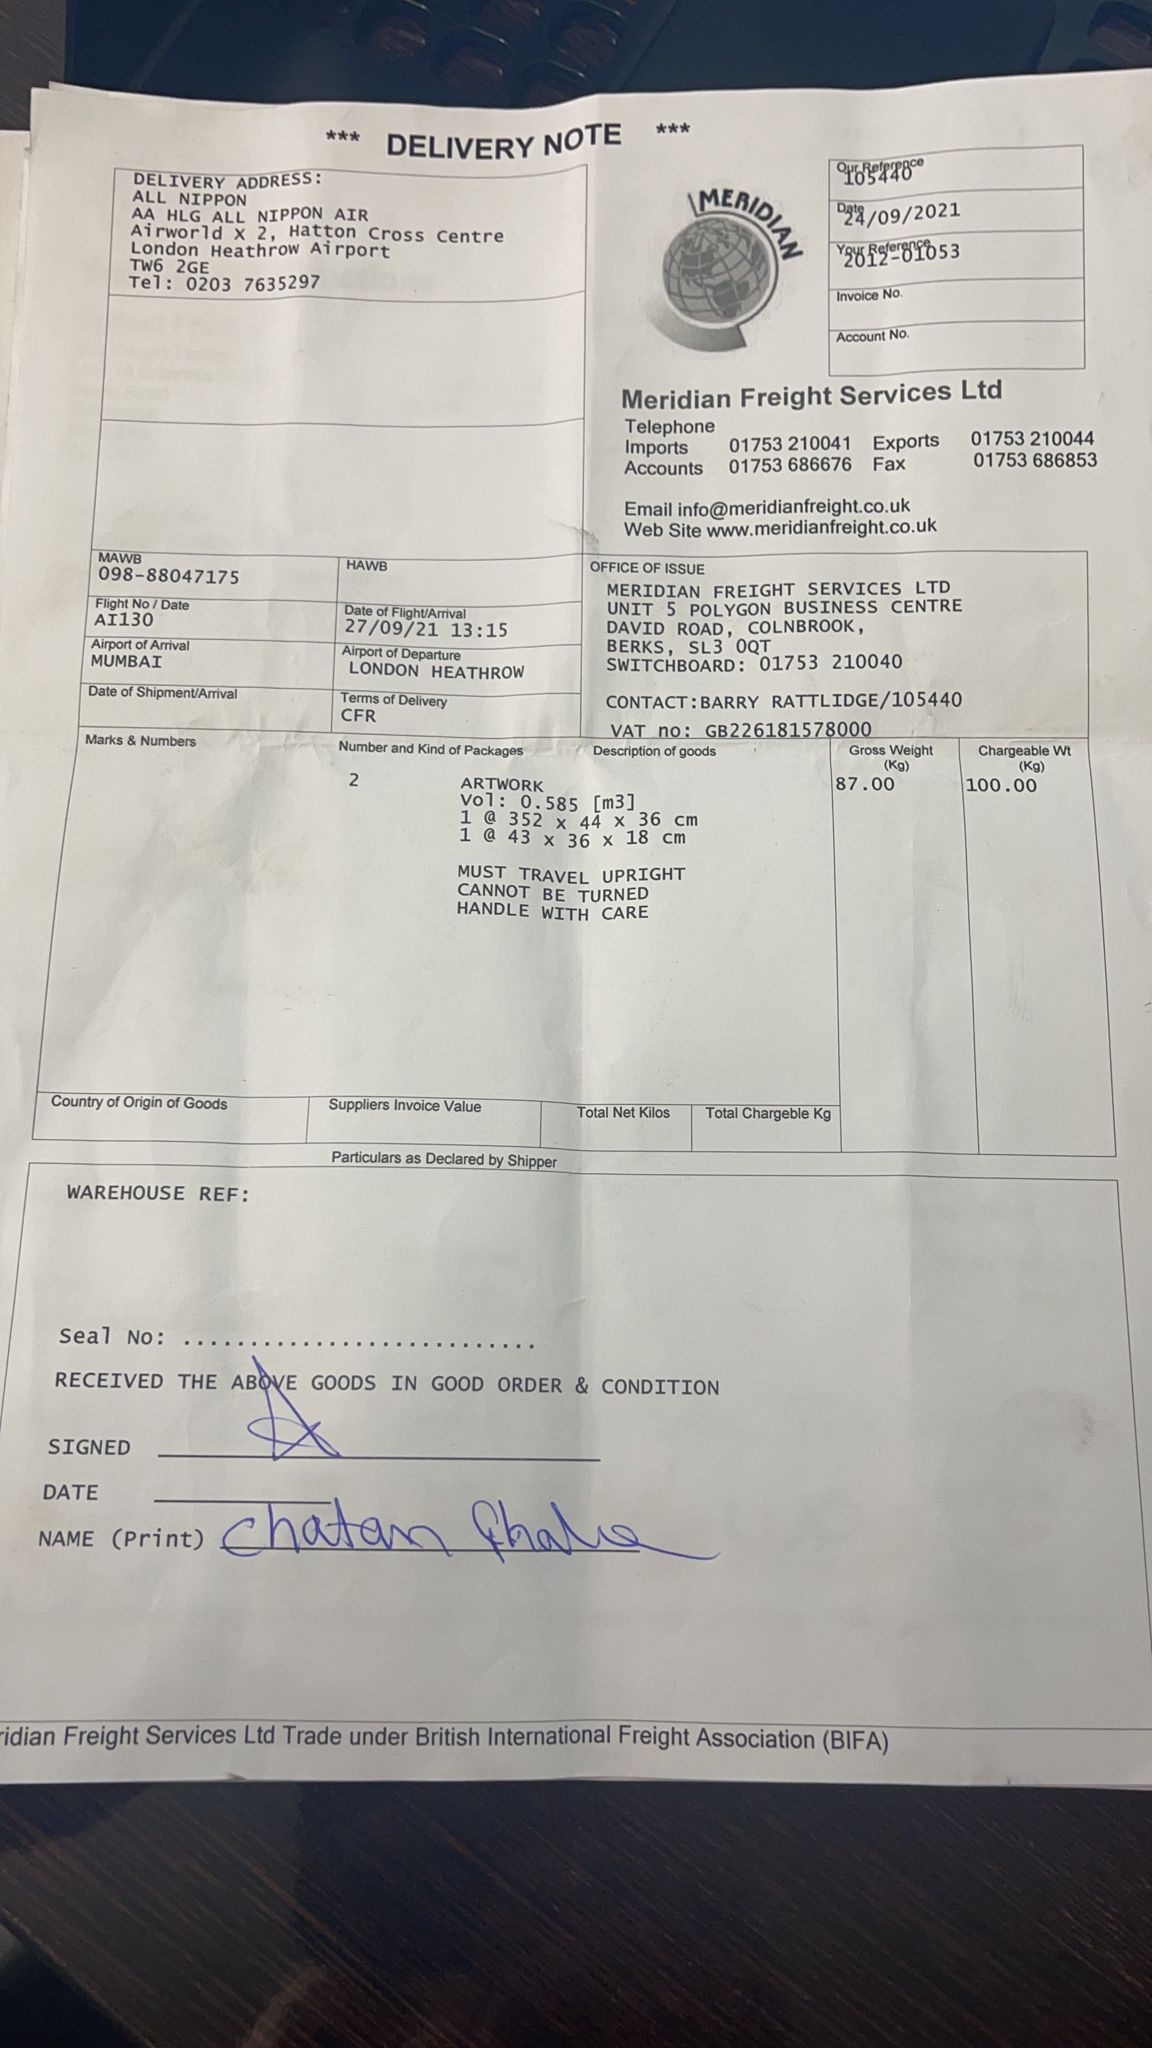 *** DELIVERY NOTE ***
DELIVERY ADDRESS:
ALL NIPPON
AA HLG ALL NIPPON AIR
Airworld x 2, Hatton Cross Centre
London Heathrow Airport
TW6 2GE
Tel: 0203 7635297
MERIDIAN
Our Reference
105440
Date
24/09/2021
Your Reference
2012-01053
Invoice No.
Account No.
Meridian Freight Services Ltd
Telephone
Imports 01753 210041 Exports 01753 210044
Accounts 01753 686676 Fax 01753 686853
Email info@meridianfreight.co.uk
Web Site www.meridianfreight.co.uk
MAWB
098-88047175
HAWB
Flight No / Date
AI130
Date of Flight/Arrival
27/09/21 13:15
Airport of Arrival
MUMBAI
Airport of Departure
LONDON HEATHROW
Date of Shipment/Arrival
Terms of Delivery
CFR
OFFICE OF ISSUE
MERIDIAN FREIGHT SERVICES LTD
UNIT 5 POLYGON BUSINESS CENTRE
DAVID ROAD, COLNBROOK,
BERKS, SL3 0QT
SWITCHBOARD: 01753 210040
CONTACT:BARRY RATTLIDGE/105440
VAT no: GB226181578000
Marks & Numbers
Number and Kind of Packages
Description of goods
Gross Weight
(Kg)
Chargeable Wt
(Kg)
2 ARTWORK 87.00 100.00
Vol: 0.585 [m3]
1 @ 352 x 44 x 36 cm
1 @ 43 x 36 x 18 cm
MUST TRAVEL UPRIGHT
CANNOT BE TURNED
HANDLE WITH CARE
Country of Origin of Goods
Suppliers Invoice Value
Total Net Kilos
Total Chargeble Kg
Particulars as Declared by Shipper
WAREHOUSE REF:
Seal No: ...........................
RECEIVED THE ABOVE GOODS IN GOOD ORDER & CONDITION
SIGNED
DATE
NAME (Print) Chatan
ridian Freight Services Ltd Trade under British International Freight Association (BIFA)